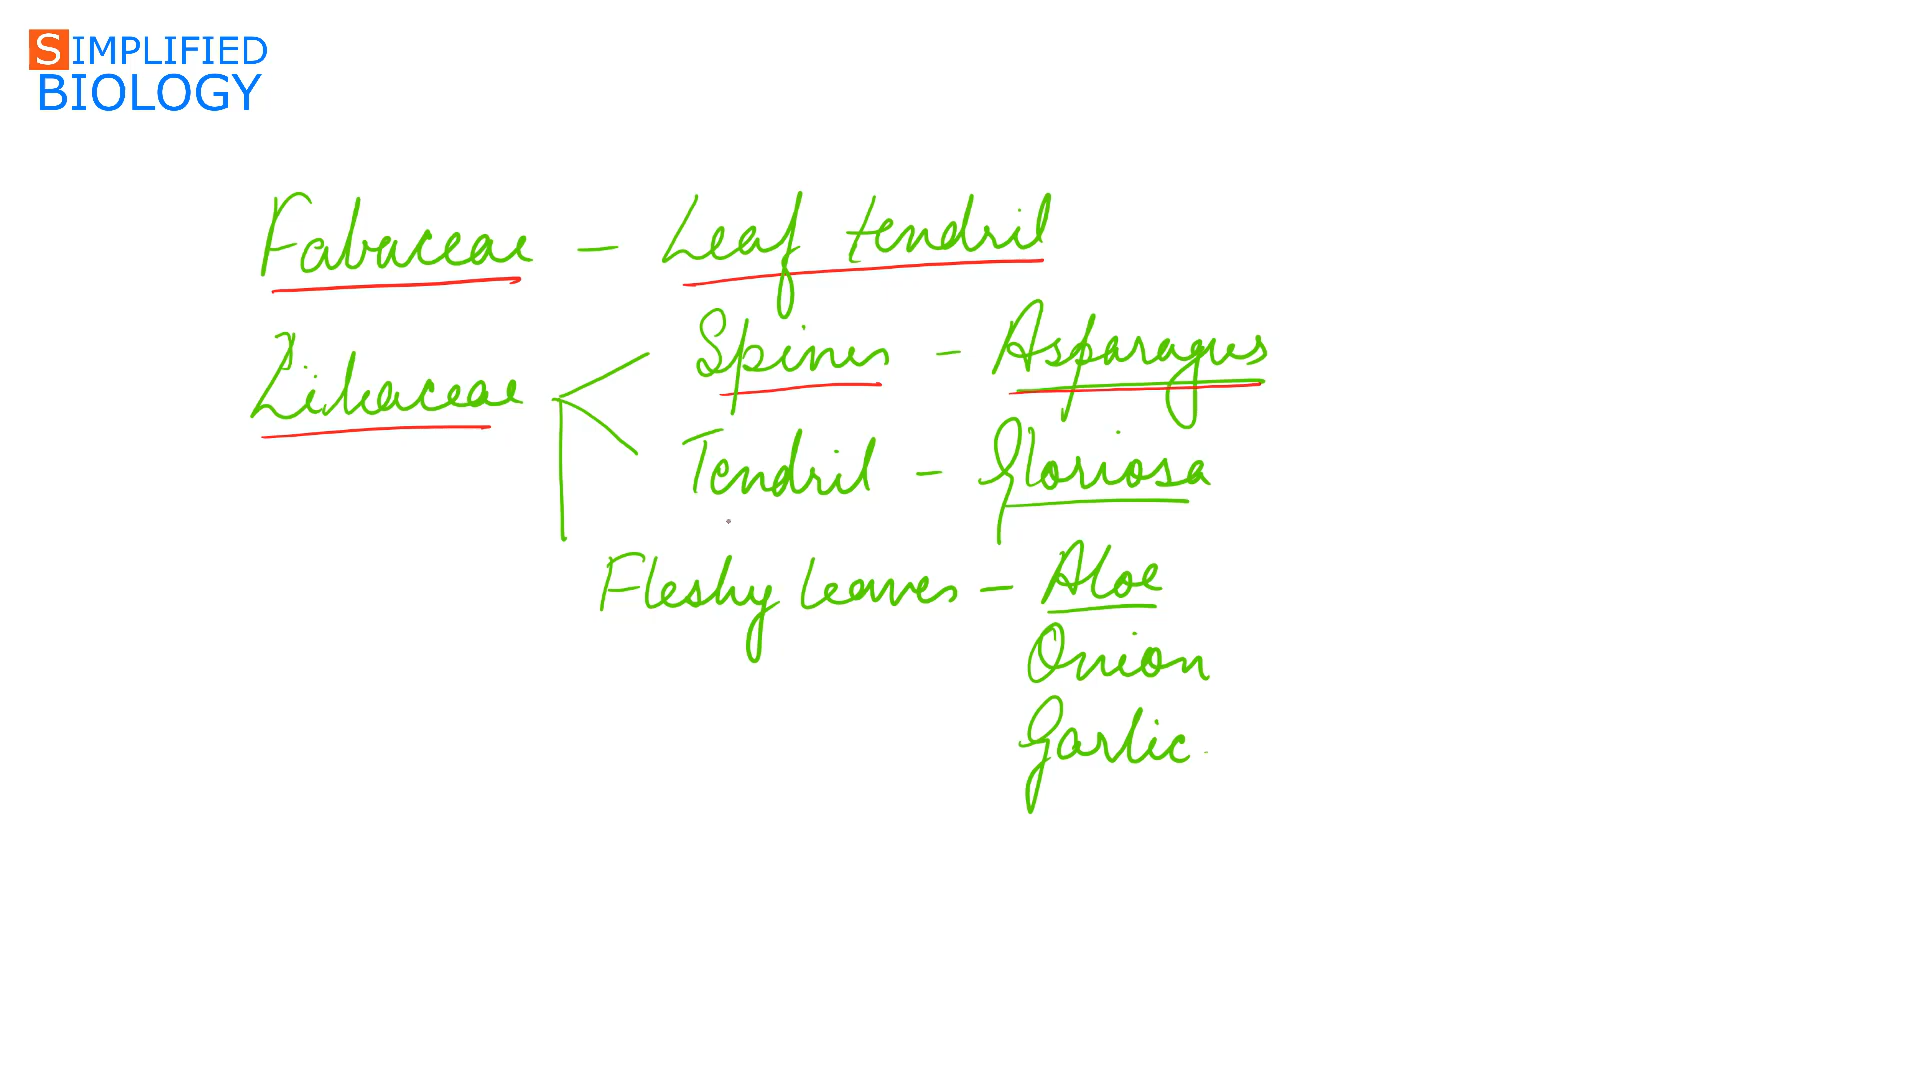 SIMPLIFIED
BIOLOGY
Fabaceae - Leaf tendril
Liliaceae
Spines - Asparagus
Tendril - Gloriosa
Fleshy leaves - Aloe
Onion
Garlic